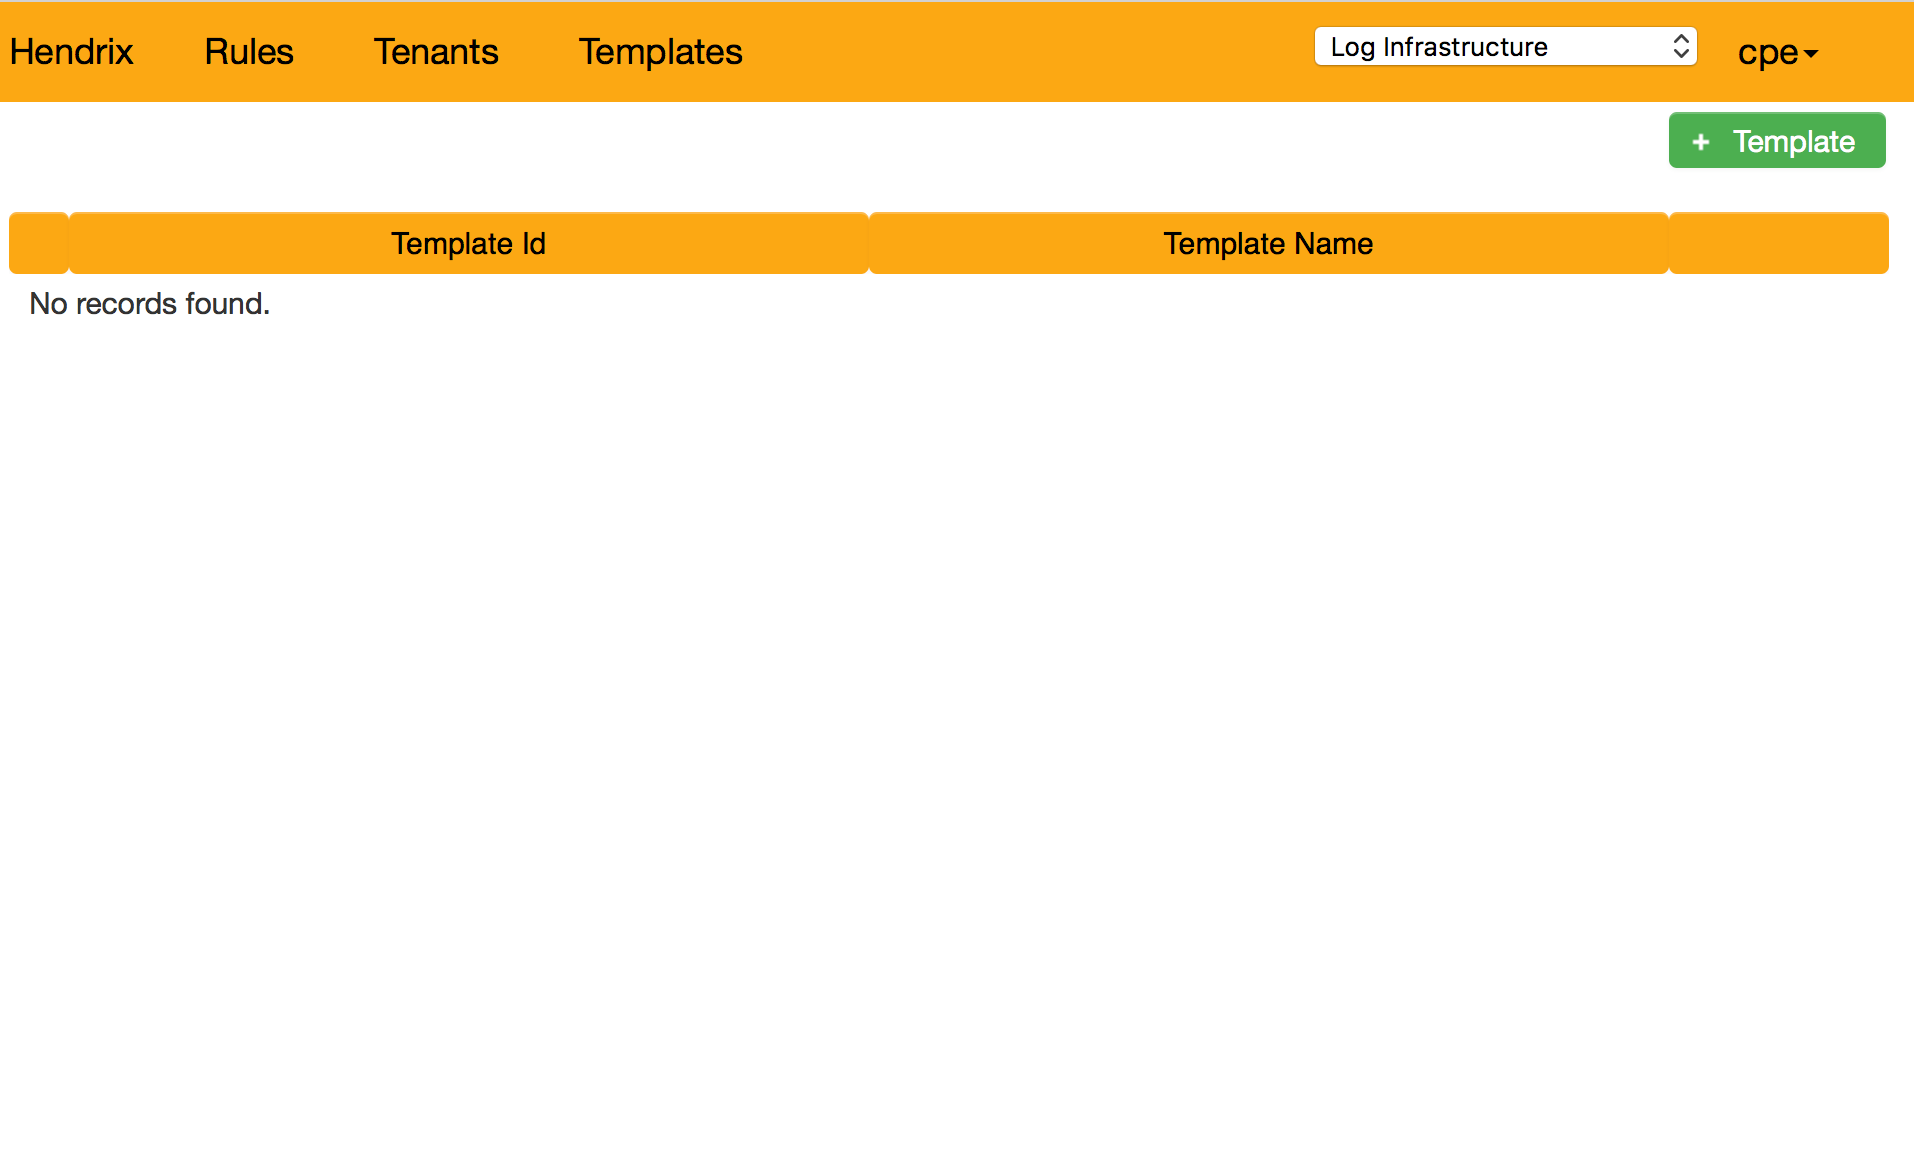 Hendrix Rules Tenants Templates Log Infrastructure cpe
+ Template
Template Id Template Name
No records found.